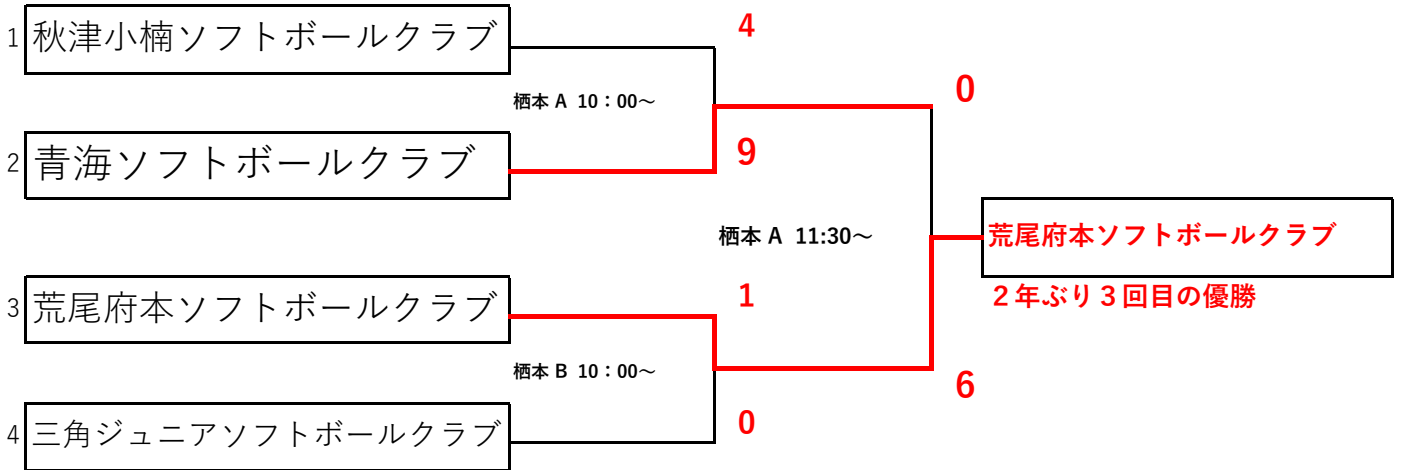 1 秋津小楠ソフトボールクラブ
4
栖本 A 10：00～
0
2 青海ソフトボールクラブ
9
栖本 A 11:30～
荒尾府本ソフトボールクラブ
２年ぶり３回目の優勝
3 荒尾府本ソフトボールクラブ
1
栖本 B 10：00～
6
4 三角ジュニアソフトボールクラブ
0